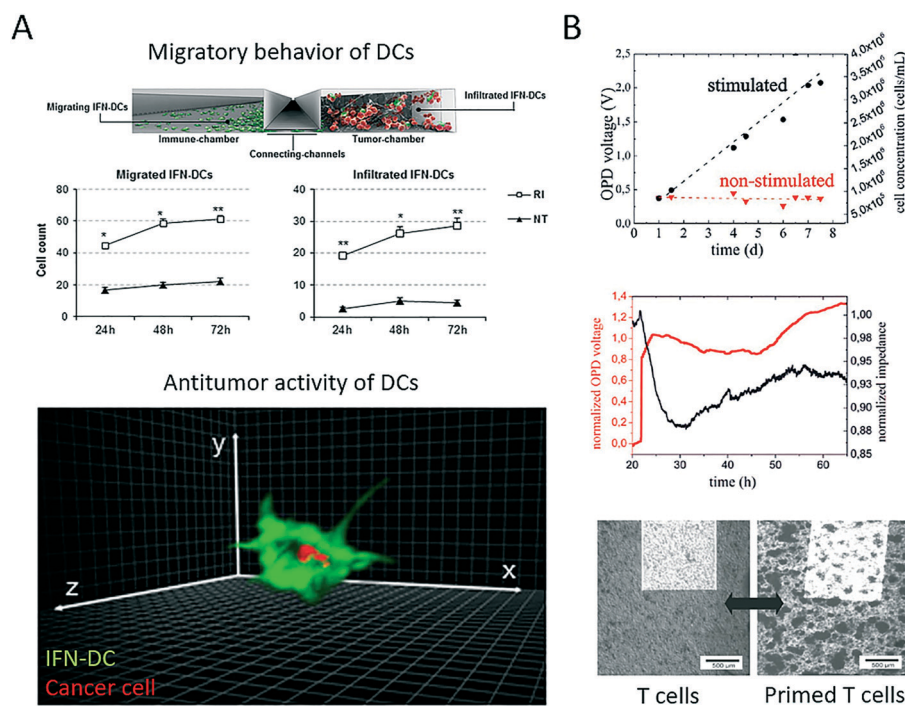 A
Migratory behavior of DCs
Migrating IFN-DCs
Infiltrated IFN-DCs
Immune-chamber
Tumor-chamber
Connecting-channels
Migrated IFN-DCs
Cell count
80
60
40
20
0
*
*
**
24h
48h
72h
Infiltrated IFN-DCs
40
30
20
10
0
**
*
**
24h
48h
72h
RI
NT
Antitumor activity of DCs
y
x
z
IFN-DC
Cancer cell
B
OPD voltage (V)
2,5
2,0
1,5
1,0
0,5
0,0
stimulated
non-stimulated
4,0x10⁶
3,5x10⁶
3,0x10⁶
2,5x10⁶
2,0x10⁶
1,5x10⁶
1,0x10⁶
5,0x10⁵
cell concentration (cells/mL)
0 1 2 3 4 5 6 7 8
time (d)
normalized OPD voltage
1,4
1,2
1,0
0,8
0,6
0,4
0,2
0,0
1,00
0,98
0,95
0,93
0,90
0,88
0,85
normalized impedance
20 30 40 50 60
time (h)
500 µm
500 µm
T cells
Primed T cells